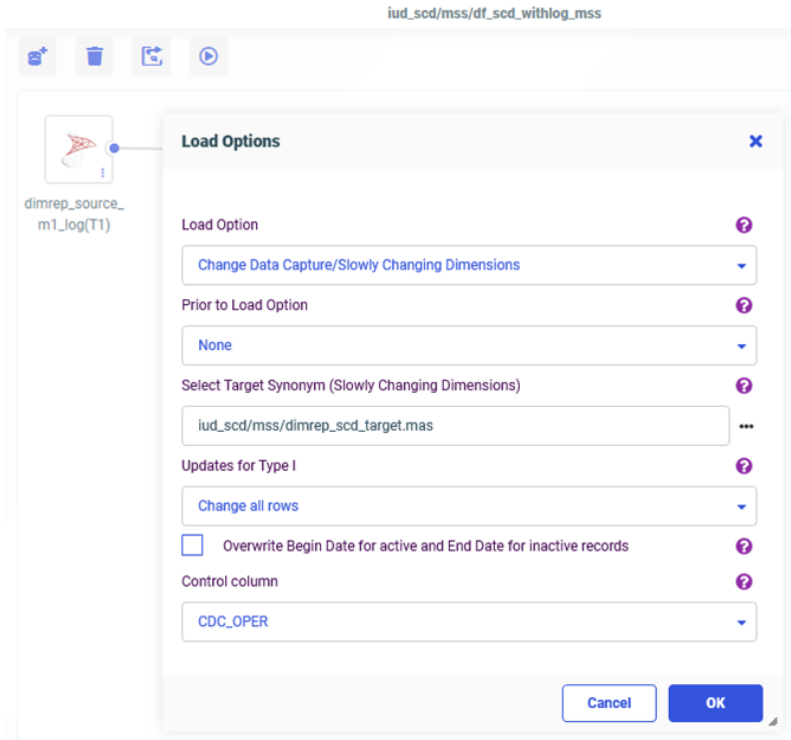 iud_scd/mss/df_scd_withlog_mss
dimrep_source_
m1_log(T1)
Load Options
Load Option
Change Data Capture/Slowly Changing Dimensions
Prior to Load Option
None
Select Target Synonym (Slowly Changing Dimensions)
iud_scd/mss/dimrep_scd_target.mas
Updates for Type I
Change all rows
Overwrite Begin Date for active and End Date for inactive records
Control column
CDC_OPER
Cancel
OK